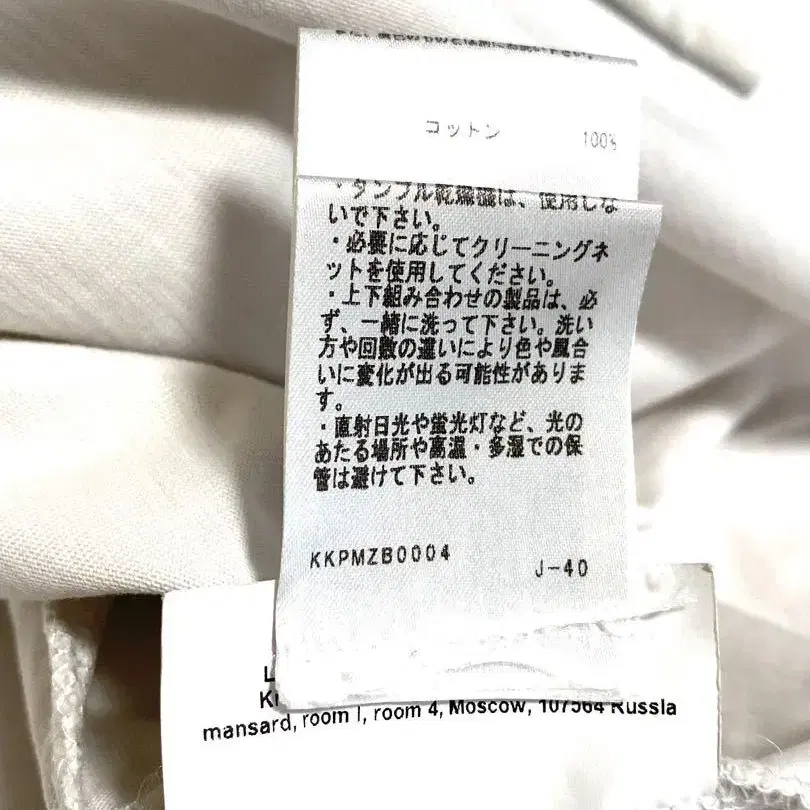 コットン 100%
・タンブル乾燥機は、使用しな
いで下さい。
・必要に応じてクリーニングネ
ットを使用してください。
・上下組み合わせの製品は、必
ず、一緒に洗って下さい。洗い
方や回数の違いにより色や風合
いに変化が出る可能性がありま
す。
・直射日光や蛍光灯など、光の
あたる場所や高温・多湿での保
管は避けて下さい。
KKPMZB0004 J-40
mansard, room I, room 4, Moscow, 107564 Russia